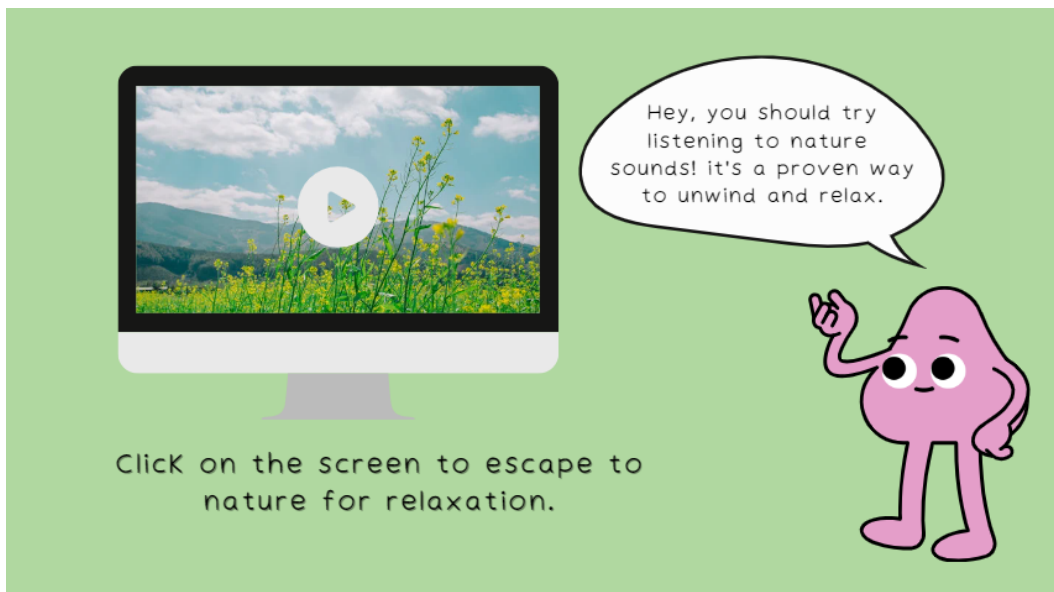 Hey, you should try
listening to nature
sounds! it's a proven way
to unwind and relax.
Click on the screen to escape to
nature for relaxation.